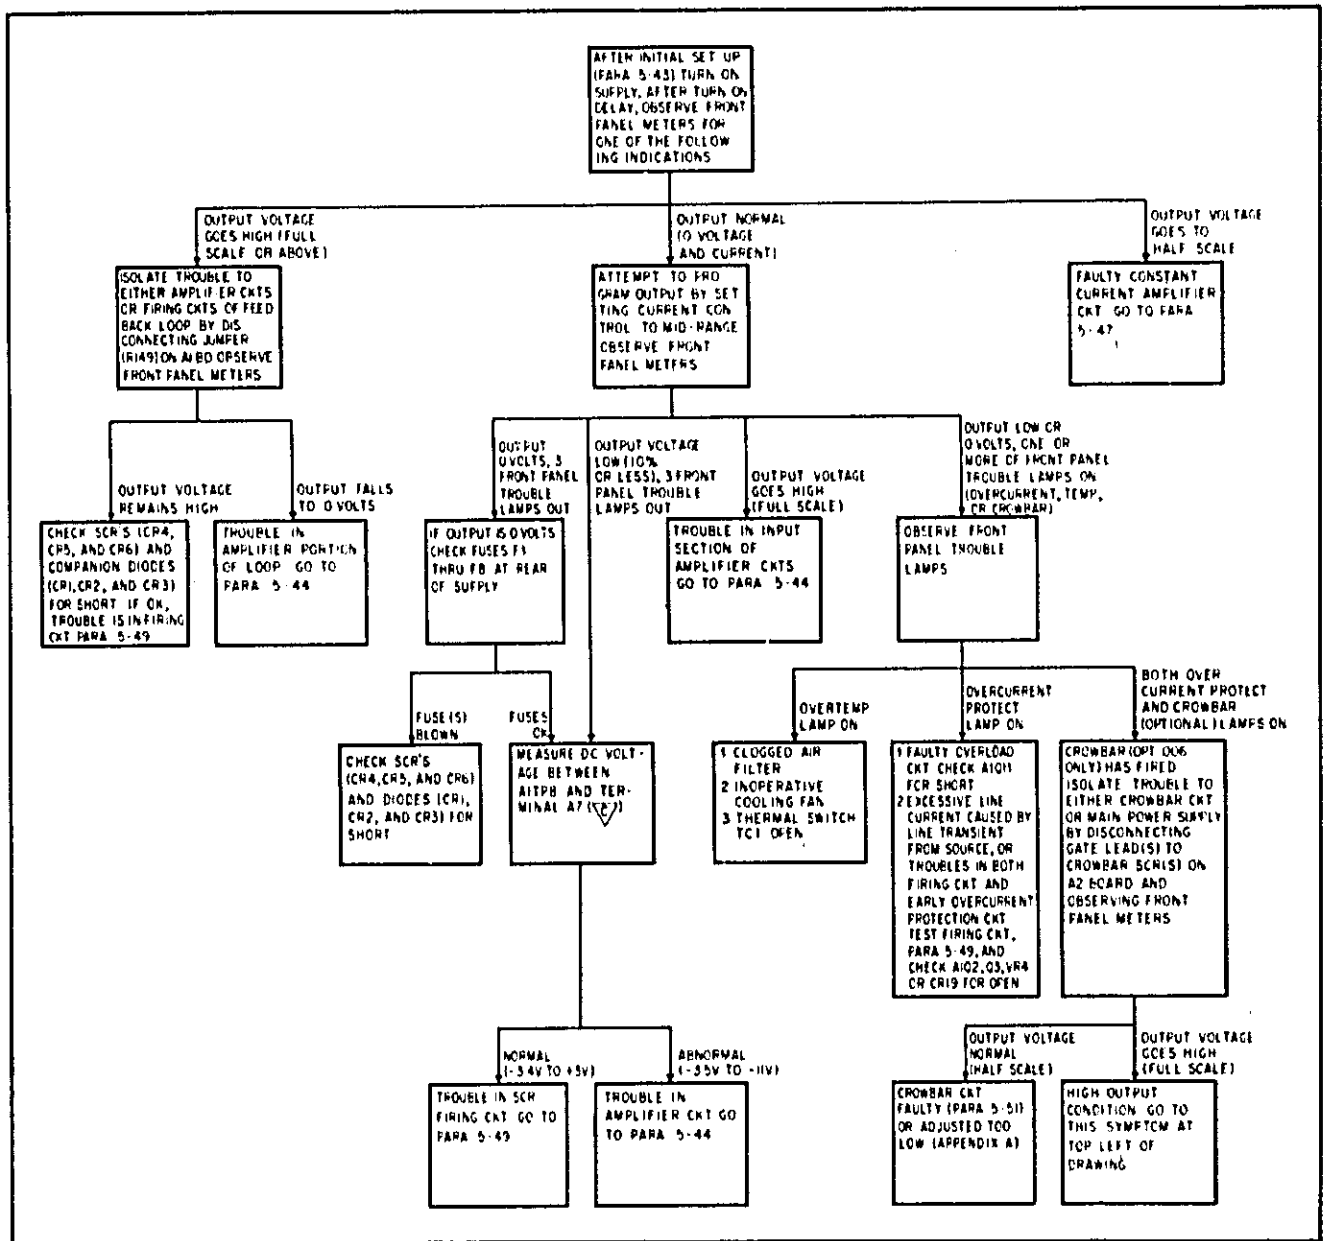 AFTER INITIAL SET UP
(PARA 5-43) TURN ON
SUPPLY, AFTER TURN ON
DELAY, OBSERVE FRONT
PANEL METERS FOR
ONE OF THE FOLLOW
ING INDICATIONS
OUTPUT VOLTAGE
GOES HIGH (FULL
SCALE OR ABOVE)
OUTPUT NORMAL
(0 VOLTAGE
AND CURRENT)
OUTPUT VOLTAGE
GOES TO
HALF SCALE
ISOLATE TROUBLE TO
EITHER AMPLIFIER CKTS
OR FIRING CKTS OF FEED
BACK LOOP BY DIS
CONNECTING JUMPER
(R149) ON A1 BD OBSERVE
FRONT PANEL METERS
ATTEMPT TO PRO
GRAM OUTPUT BY SET
TING CURRENT CON
TROL TO MID-RANGE
OBSERVE FRONT
PANEL METERS
FAULTY CONSTANT
CURRENT AMPLIFIER
CKT GO TO PARA
5-47
OUTPUT VOLTAGE
REMAINS HIGH
OUTPUT FALLS
TO 0 VOLTS
OUTPUT
0 VOLTS, 3
FRONT PANEL
TROUBLE
LAMPS OUT
OUTPUT VOLTAGE
LOW (10%
OR LESS), 3 FRONT
PANEL TROUBLE
LAMPS OUT
OUTPUT VOLTAGE
GOES HIGH
(FULL SCALE)
OUTPUT LOW OR
0 VOLTS, ONE OR
MORE OF FRONT PANEL
TROUBLE LAMPS ON
(OVERCURRENT, TEMP,
OR CROWBAR)
CHECK SCR'S (CR4,
CR5, AND CR6) AND
COMPANION DIODES
(CR1, CR2, AND CR3)
FOR SHORT IF OK,
TROUBLE IS IN FIRING
CKT PARA 5-49
TROUBLE IN
AMPLIFIER PORTION
OF LOOP GO TO
PARA 5-44
IF OUTPUT IS 0 VOLTS
CHECK FUSES F1
THRU F8 AT REAR
OF SUPPLY
TROUBLE IN INPUT
SECTION OF
AMPLIFIER CKTS
GO TO PARA 5-44
OBSERVE FRONT
PANEL TROUBLE
LAMPS
FUSE(S)
BLOWN
FUSES
OK
OVERTEMP
LAMP ON
OVERCURRENT
PROTECT
LAMP ON
BOTH OVER
CURRENT PROTECT
AND CROWBAR
(OPTIONAL) LAMPS ON
CHECK SCR'S
(CR4, CR5, AND CR6)
AND DIODES (CR1,
CR2, AND CR3) FOR
SHORT
MEASURE DC VOLT-
AGE BETWEEN
A1TP8 AND TER-
MINAL A7 (C)
1 CLOGGED AIR
FILTER
2 INOPERATIVE
COOLING FAN
3 THERMAL SWITCH
TC1 OPEN
1 FAULTY OVERLOAD
CKT CHECK A1Q11
FOR SHORT
2 EXCESSIVE LINE
CURRENT CAUSED BY
LINE TRANSIENT
FROM SOURCE, OR
TROUBLES IN BOTH
FIRING CKT AND
EARLY OVERCURRENT
PROTECTION CKT
TEST FIRING CKT,
PARA 5-49, AND
CHECK A1Q2, Q3, VR4
OR CR19 FOR OPEN
CROWBAR (OPT 006
ONLY) HAS FIRED
ISOLATE TROUBLE TO
EITHER CROWBAR CKT
OR MAIN POWER SUPPLY
BY DISCONNECTING
GATE LEAD(S) TO
CROWBAR SCR(S) ON
A2 BOARD AND
OBSERVING FRONT
PANEL METERS
NORMAL
(-3.4V TO +5V)
ABNORMAL
(-3.5V TO -11V)
OUTPUT VOLTAGE
NORMAL
(HALF SCALE)
OUTPUT VOLTAGE
GOES HIGH
(FULL SCALE)
TROUBLE IN SCR
FIRING CKT GO TO
PARA 5-49
TROUBLE IN
AMPLIFIER CKT GO
TO PARA 5-44
CROWBAR CKT
FAULTY (PARA 5-51)
OR ADJUSTED TOO
LOW (APPENDIX A)
HIGH OUTPUT
CONDITION GO TO
THIS SYMPTOM AT
TOP LEFT OF
DRAWING